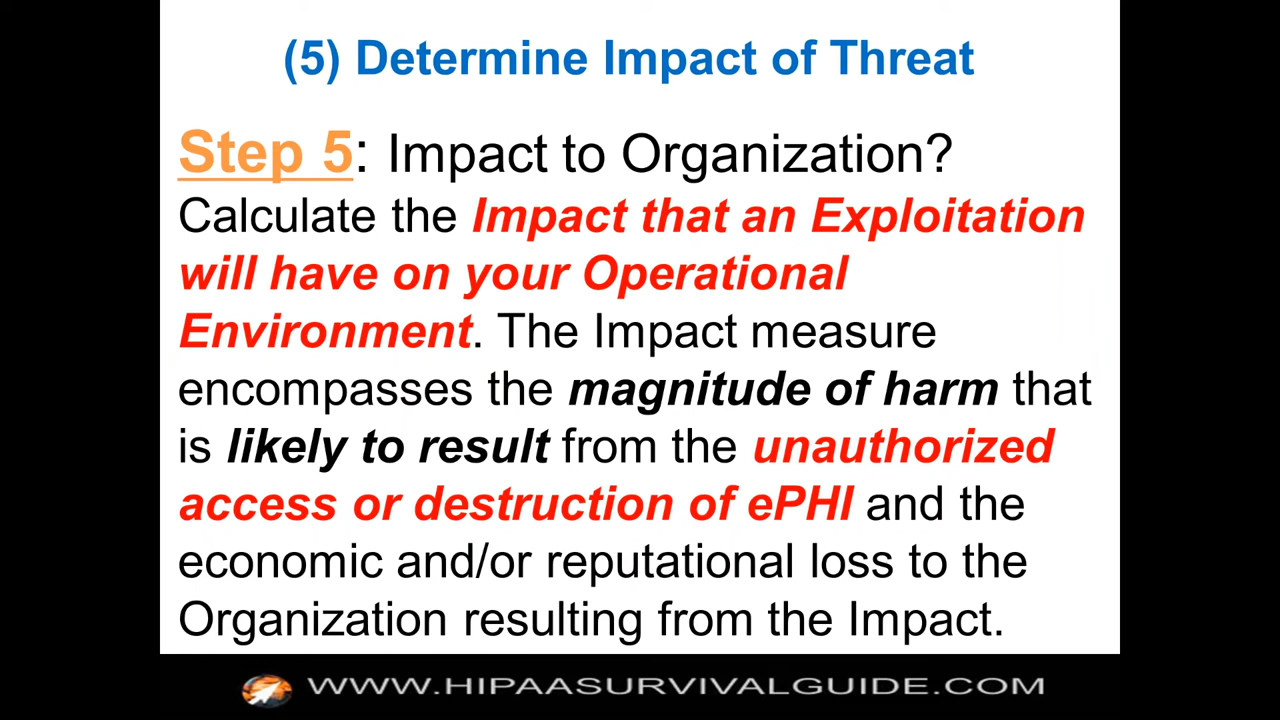 (5) Determine Impact of Threat
Step 5: Impact to Organization?
Calculate the Impact that an Exploitation
will have on your Operational
Environment. The Impact measure
encompasses the magnitude of harm that
is likely to result from the unauthorized
access or destruction of ePHI and the
economic and/or reputational loss to the
Organization resulting from the Impact.
WWW.HIPAASURVIVALGUIDE.COM